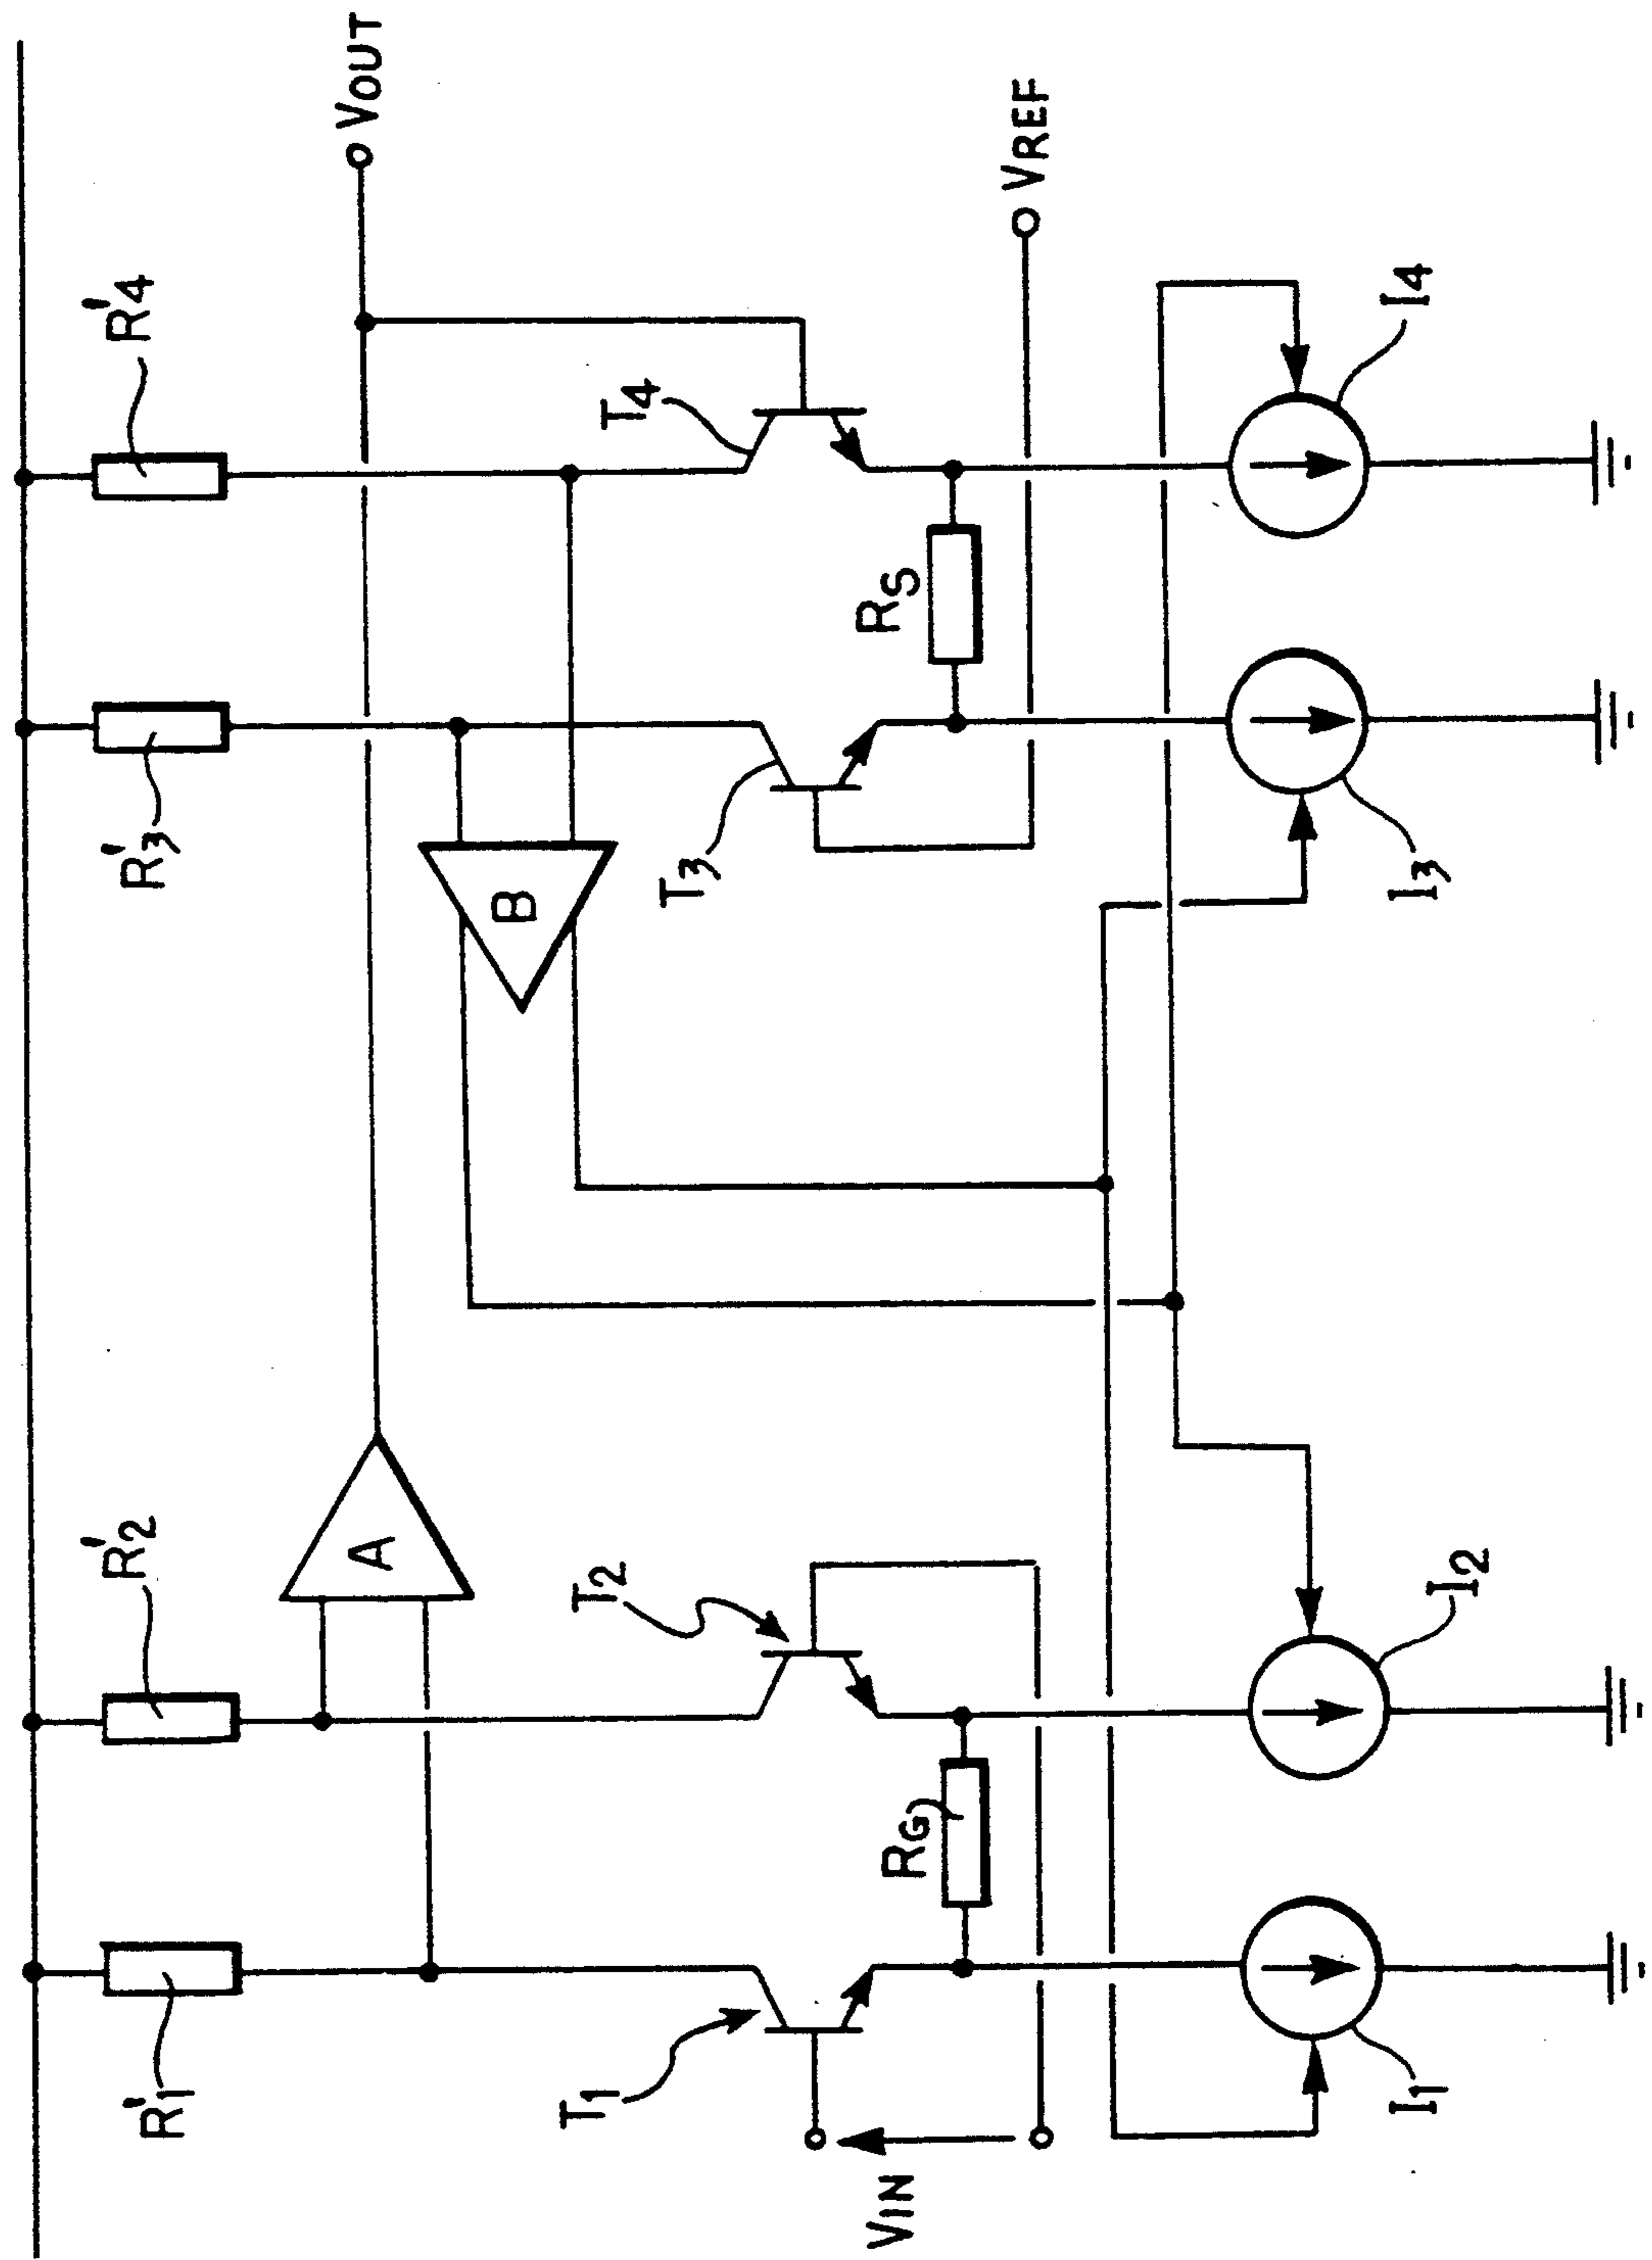 R'1
R'2
R'3
R'4
A
B
VOUT
T1
T2
T3
T4
VIN
RG
RS
VREF
I1
I2
I3
I4